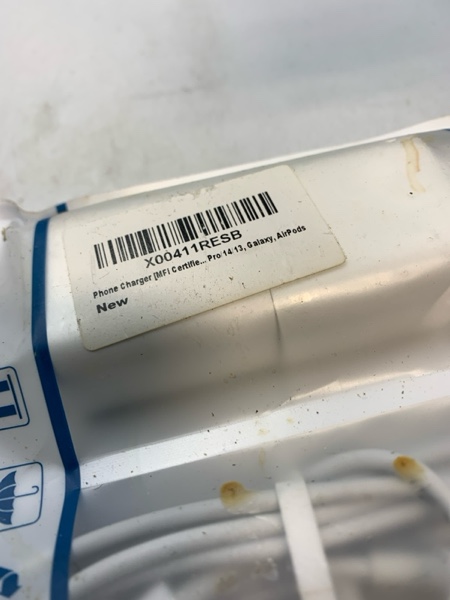 X00411RESB
Phone Charger [MFi Certifie... Pro 14 13, Galaxy, AirPods
New